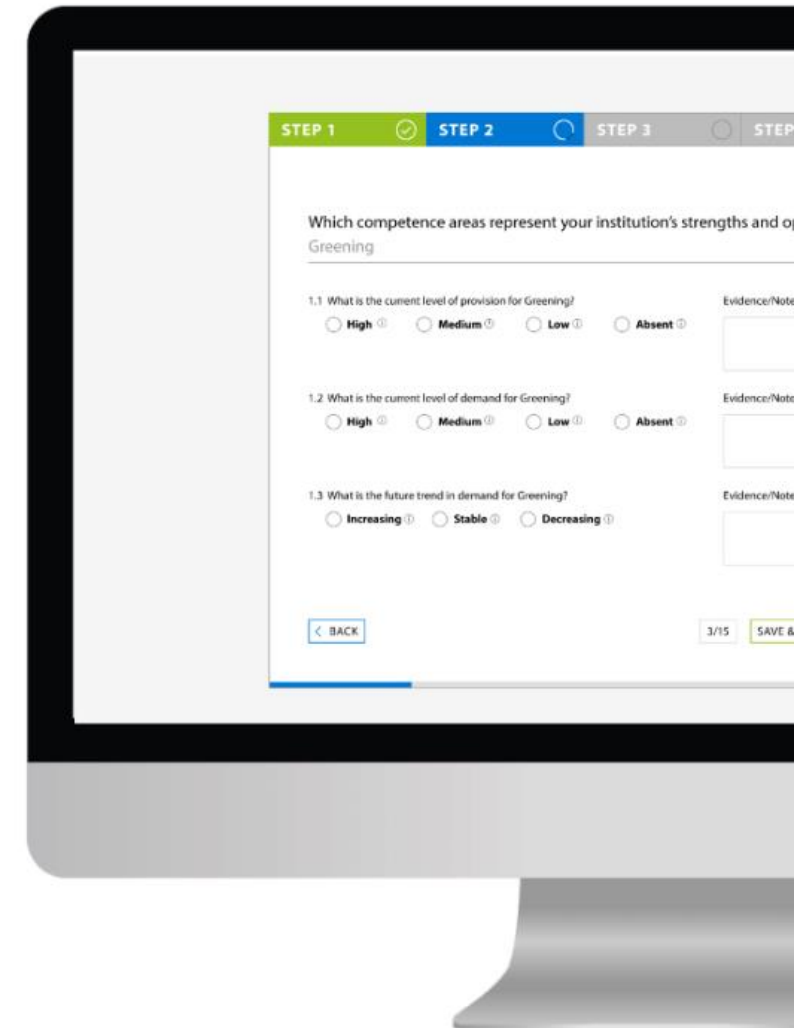 STEP 1 STEP 2 STEP 3 STEP
Which competence areas represent your institution's strengths and op
Greening
1.1 What is the current level of provision for Greening? Evidence/Note
High Medium Low Absent
1.2 What is the current level of demand for Greening? Evidence/Note
High Medium Low Absent
1.3 What is the future trend in demand for Greening? Evidence/Note
Increasing Stable Decreasing
< BACK 3/15 SAVE &